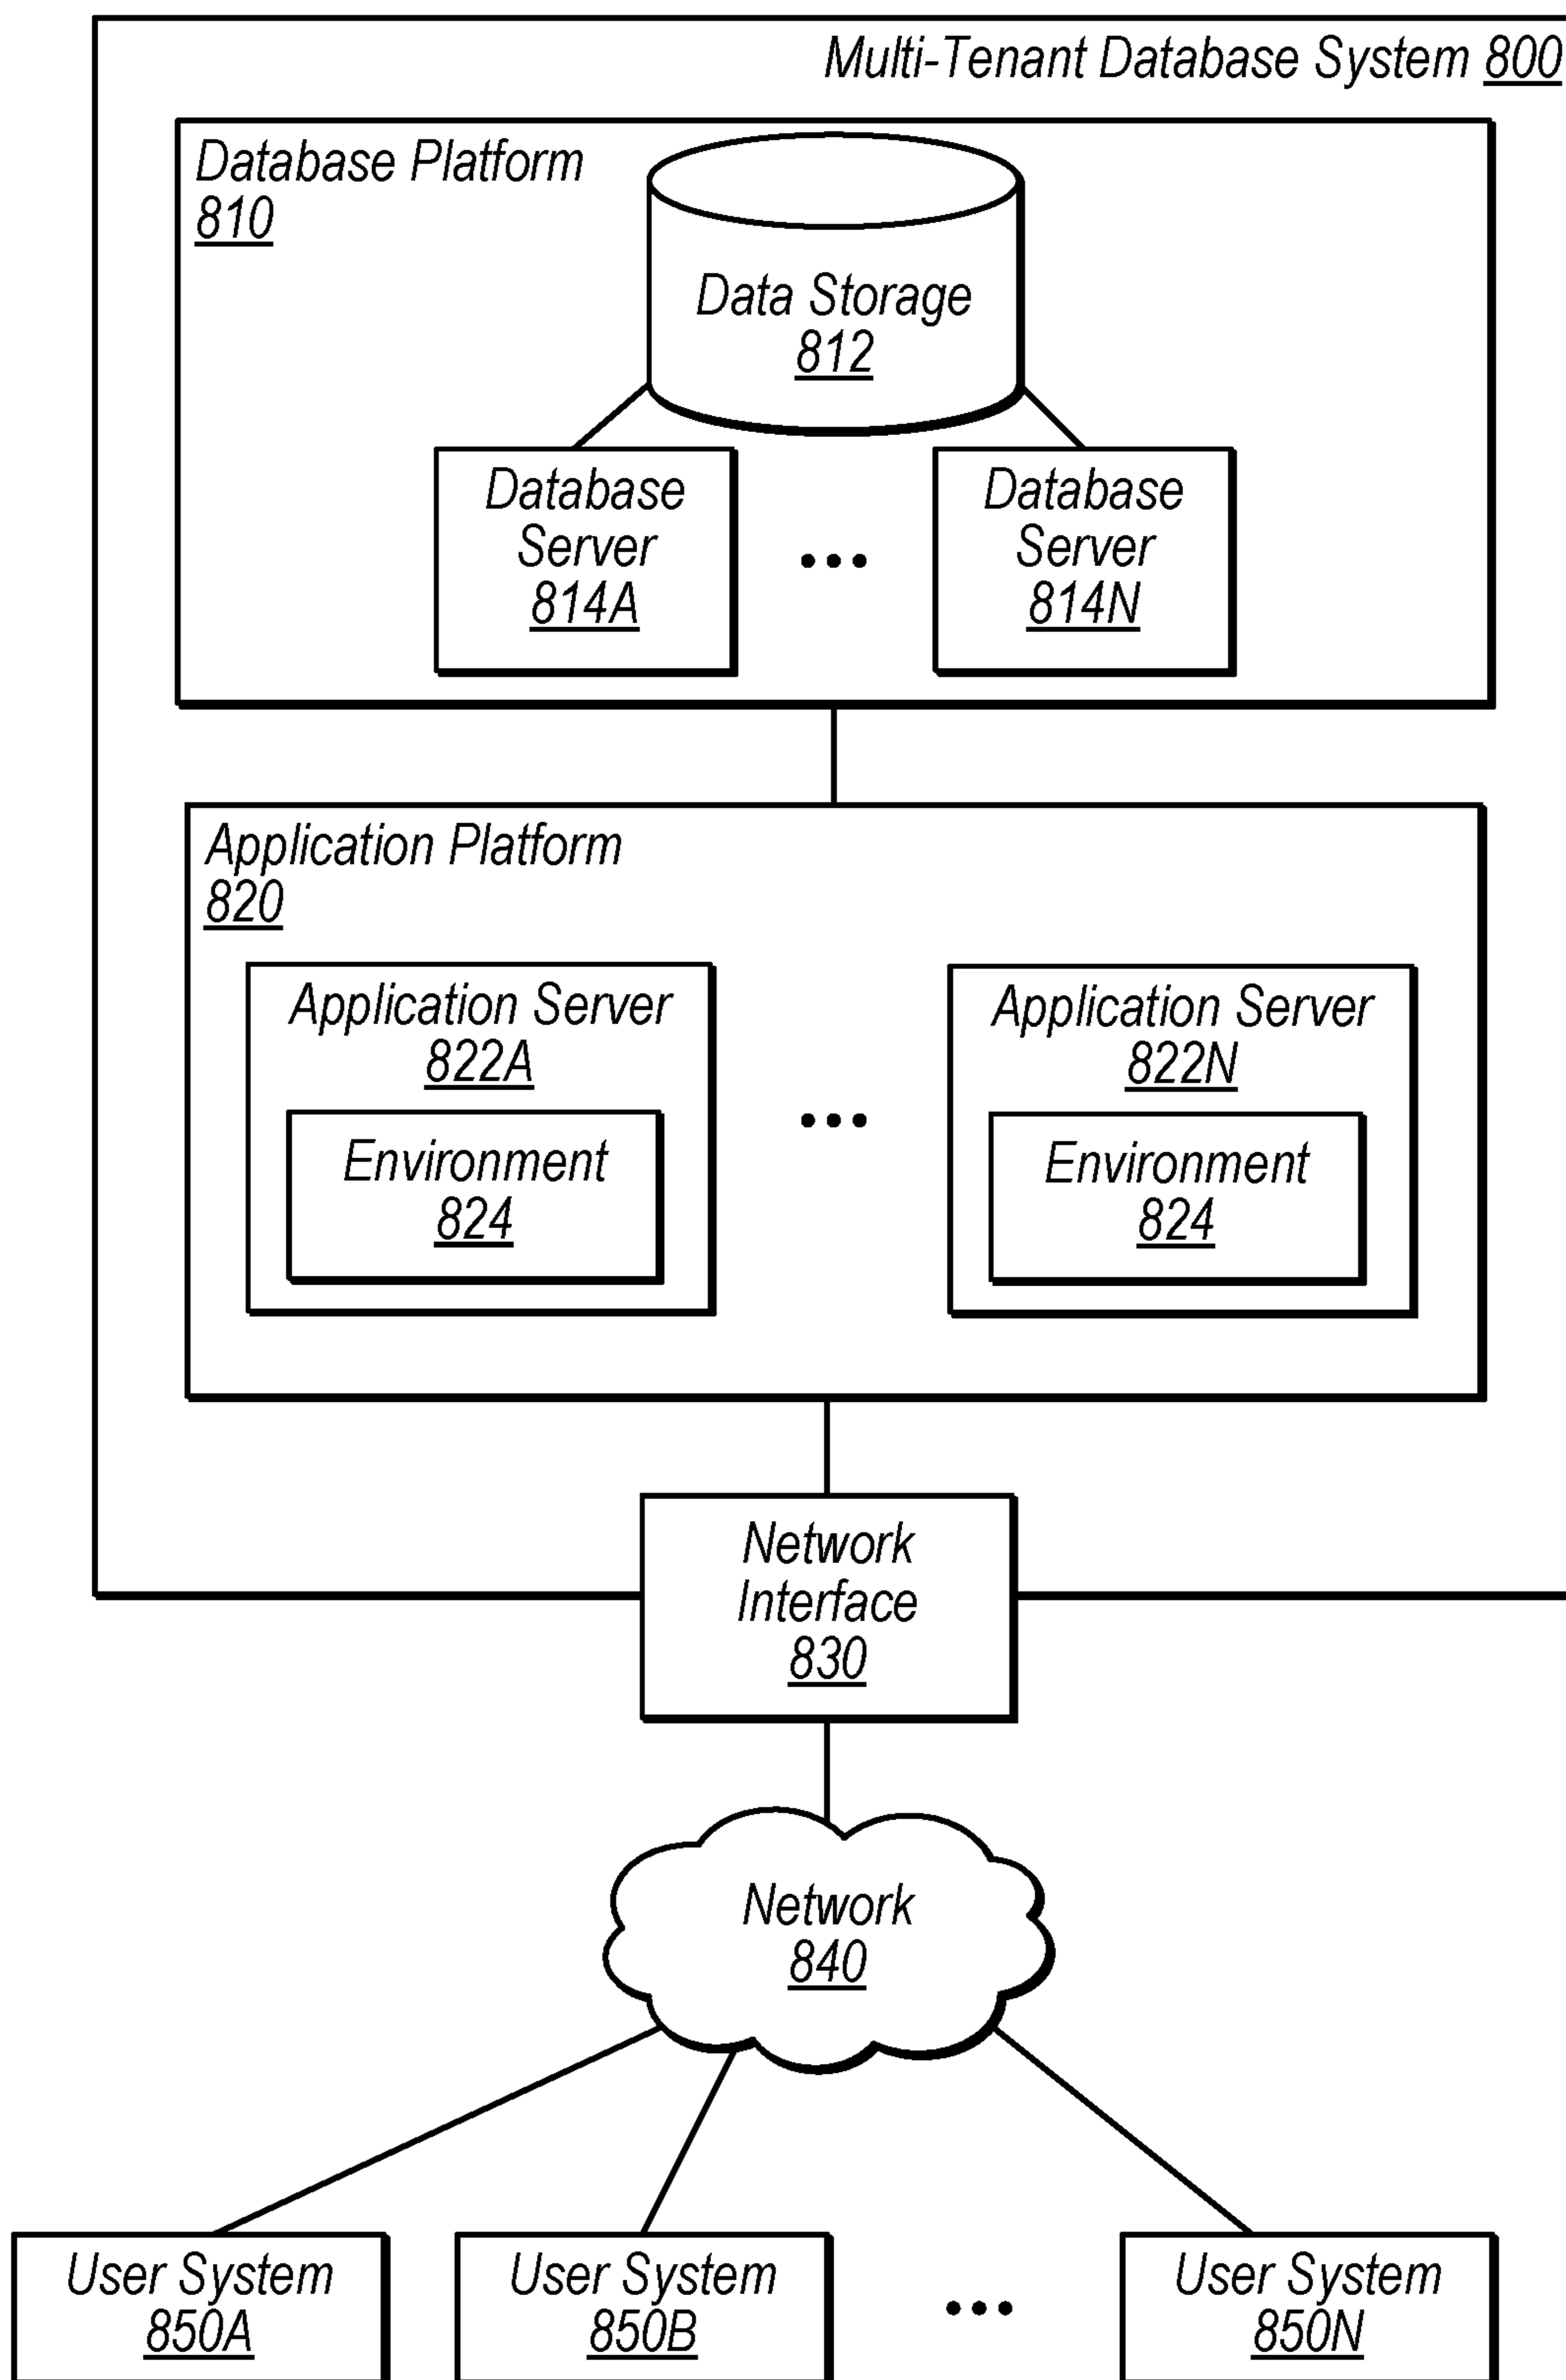 Multi-Tenant Database System 800
Database Platform
810
Data Storage
812
Database
Server
814A
Database
Server
814N
Application Platform
820
Application Server
822A
Environment
824
Application Server
822N
Environment
824
Network
Interface
830
Network
840
User System
850A
User System
850B
User System
850N